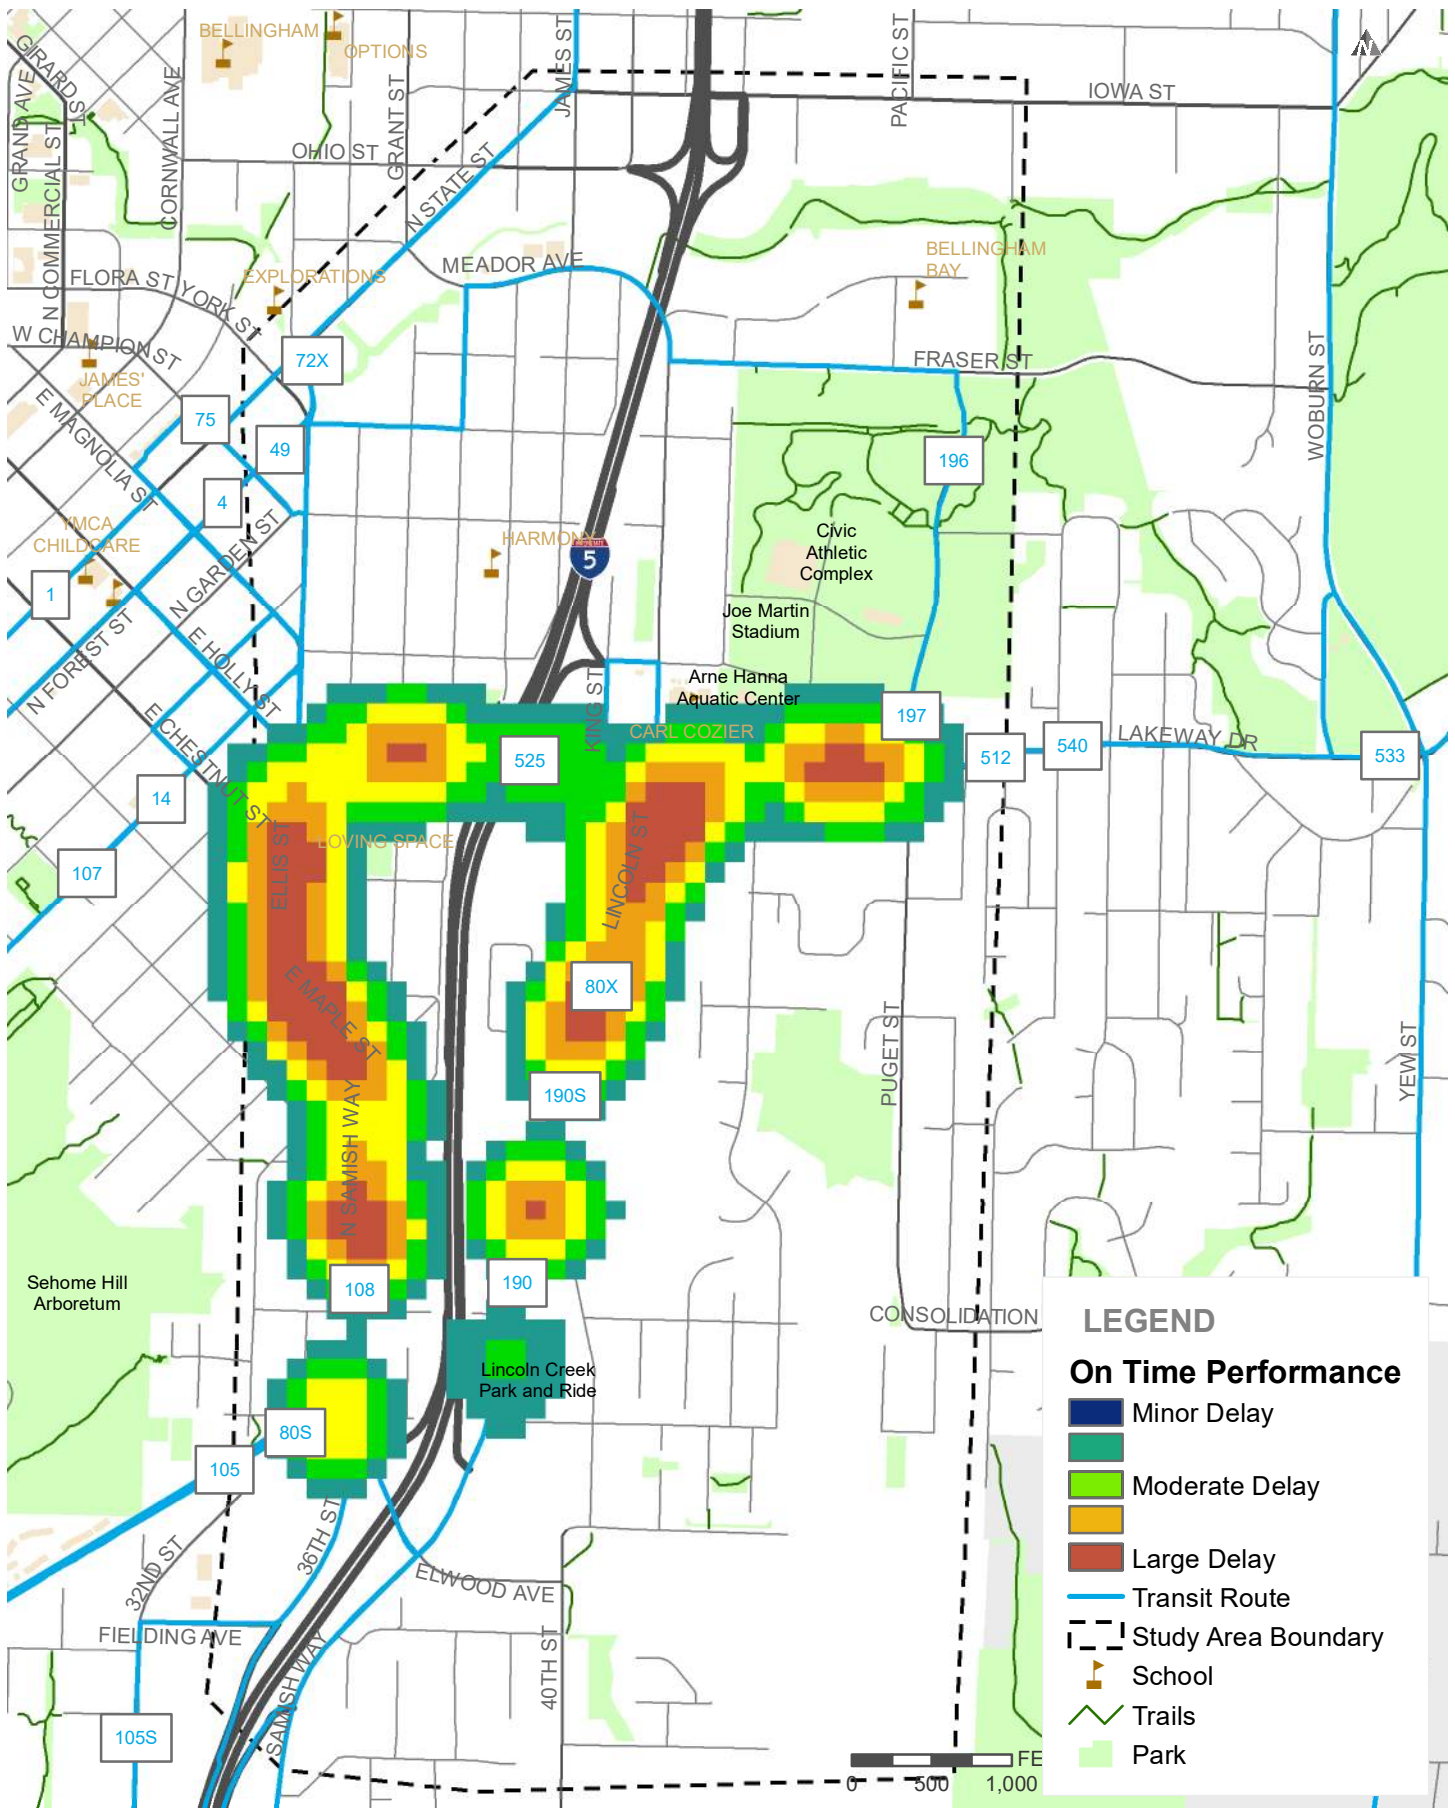 BELLINGHAM
OPTIONS
GIRARD ST
GRAND AVE
N COMMERCIAL ST
CORNWALL AVE
GRANT ST
JAMES ST
PACIFIC ST
N
IOWA ST
OHIO ST
N STATE ST
MEADOR AVE
BELLINGHAM
BAY
FLORA ST
YORK ST
EXPLORATIONS
W CHAMPION ST
JAMES'
PLACE
72X
FRASER ST
WOBURN ST
E MAGNOLIA ST
75
49
4
196
YMCA
CHILDCARE
N GARDEN ST
HARMONY
INTERSTATE
5
Civic
Athletic
Complex
1
N FOREST ST
E HOLLY ST
Joe Martin
Stadium
KING ST
Arne Hanna
Aquatic Center
E CHESTNUT ST
CARL COZIER
197
525
512
540
LAKEWAY DR
533
14
LOVING SPACE
107
ELLIS ST
LINCOLN ST
E MAPLE ST
80X
PUGET ST
YEW ST
190S
N SAMISH WAY
Sehome Hill
Arboretum
108
190
CONSOLIDATION
Lincoln Creek
Park and Ride
80S
105
36TH ST
32ND ST
ELWOOD AVE
FIELDING AVE
SAMISH WAY
40TH ST
105S
FE
0
500
1,000
LEGEND
On Time Performance
Minor Delay
Moderate Delay
Large Delay
Transit Route
Study Area Boundary
School
Trails
Park